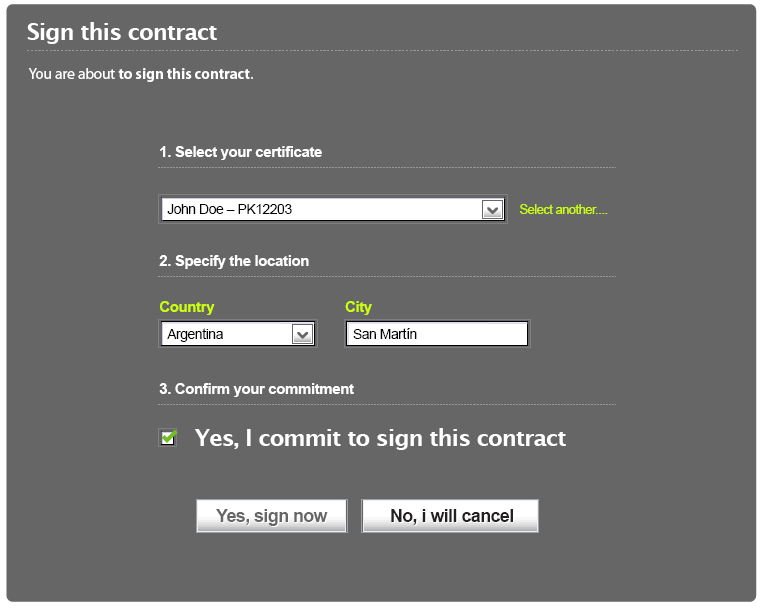 Sign this contract
You are about to sign this contract.
1. Select your certificate
John Doe – PK12203 Select another....
2. Specify the location
Country City
Argentina San Martín
3. Confirm your commitment
Yes, I commit to sign this contract
Yes, sign now No, i will cancel